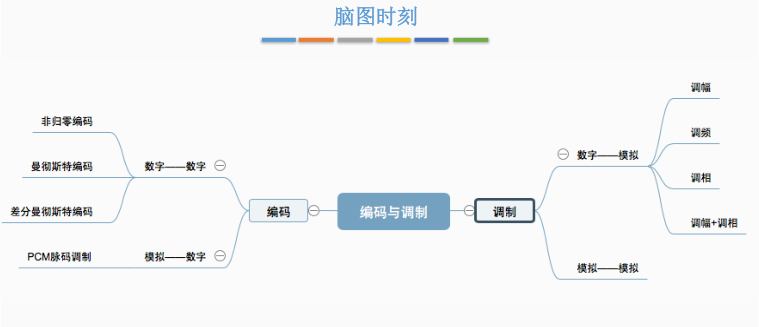 脑图时刻
非归零编码
曼彻斯特编码
差分曼彻斯特编码
数字——数字
PCM脉码调制
模拟——数字
编码
编码与调制
调制
数字——模拟
调幅
调频
调相
调幅+调相
模拟——模拟